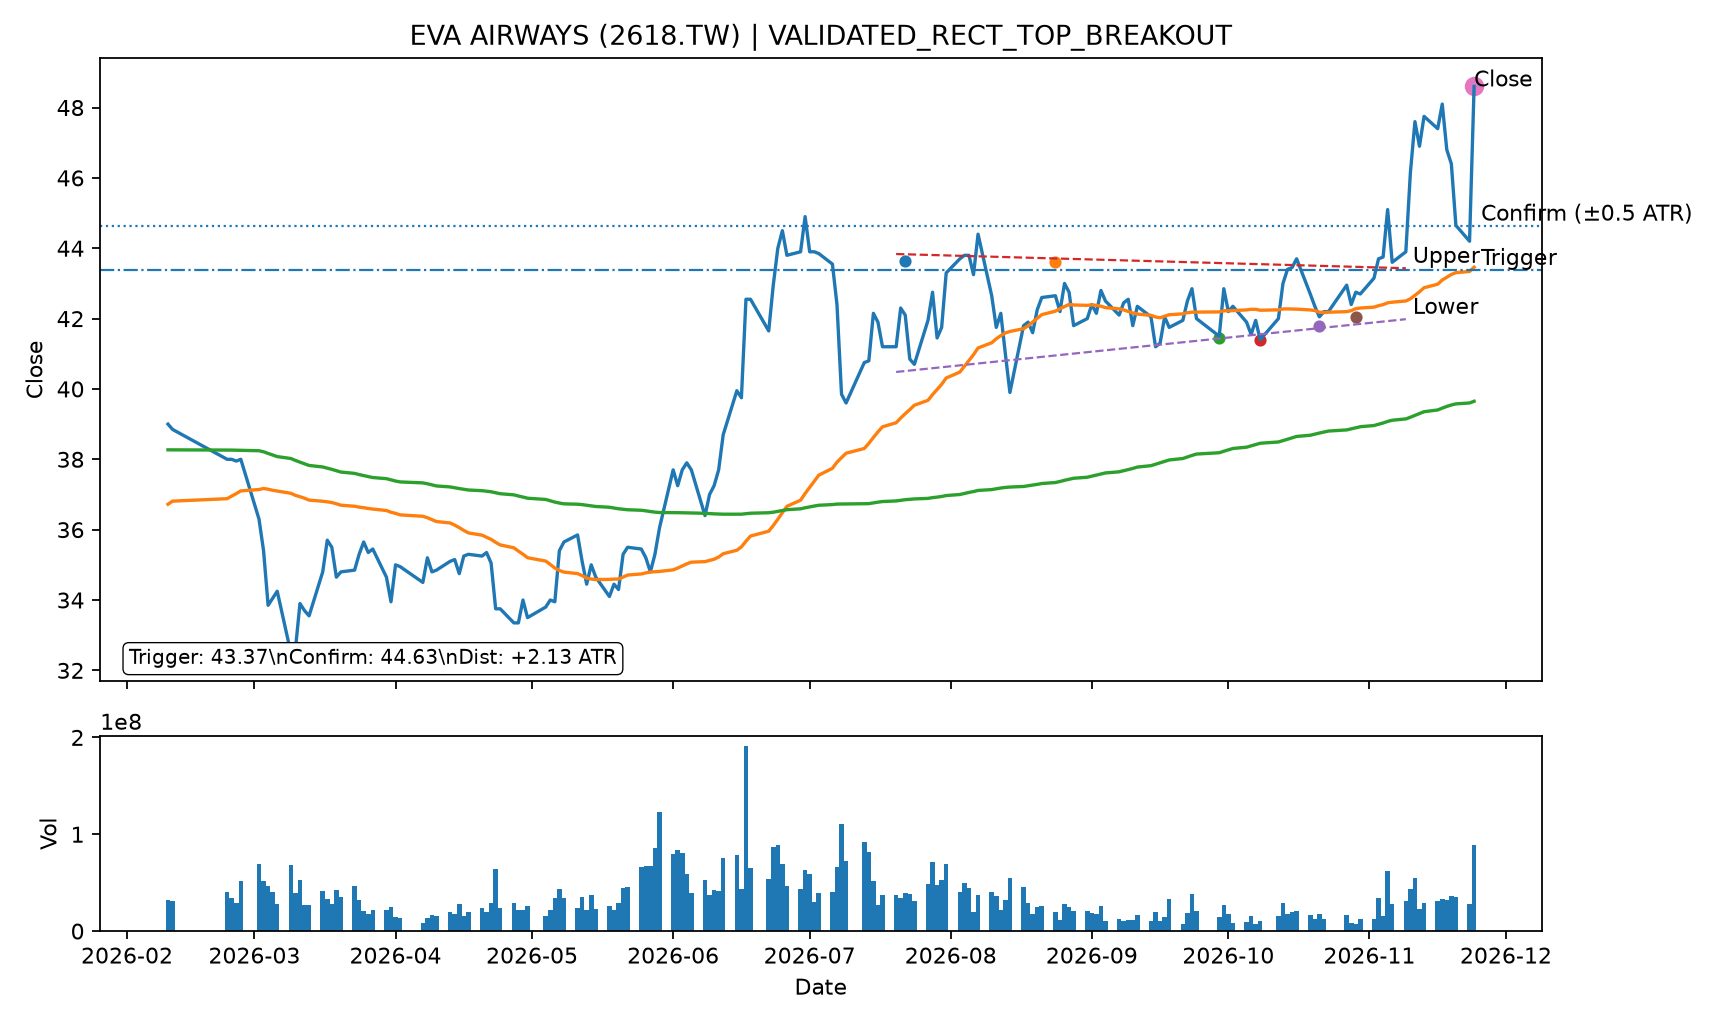 EVA AIRWAYS (2618.TW) | VALIDATED_RECT_TOP_BREAKOUT
Close
48
46
44
42
40
38
36
34
32
Close
Confirm (±0.5 ATR)
Upper
Trigger
Lower
Trigger: 43.37\nConfirm: 44.63\nDist: +2.13 ATR
1e8
Vol
2
1
0
2026-02
2026-03
2026-04
2026-05
2026-06
2026-07
2026-08
2026-09
2026-10
2026-11
2026-12
Date